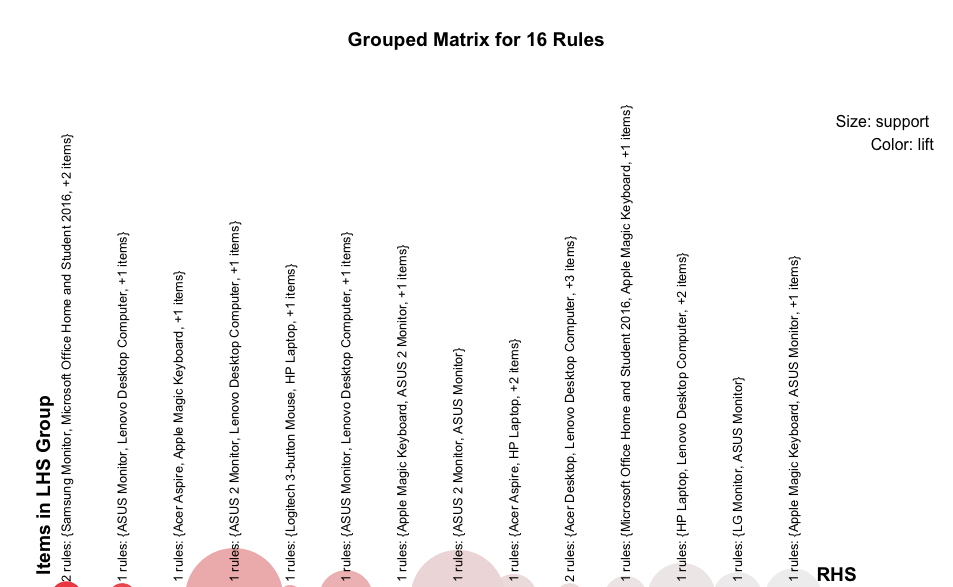 Grouped Matrix for 16 Rules
Size: support
Color: lift
Items in LHS Group
2 rules: {Samsung Monitor, Microsoft Office Home and Student 2016, +2 items}
1 rules: {ASUS Monitor, Lenovo Desktop Computer, +1 items}
1 rules: {Acer Aspire, Apple Magic Keyboard, +1 items}
1 rules: {ASUS 2 Monitor, Lenovo Desktop Computer, +1 items}
1 rules: {Logitech 3-button Mouse, HP Laptop, +1 items}
1 rules: {ASUS Monitor, Lenovo Desktop Computer, +1 items}
1 rules: {Apple Magic Keyboard, ASUS 2 Monitor, +1 items}
1 rules: {ASUS 2 Monitor, ASUS Monitor}
1 rules: {Acer Aspire, HP Laptop, +2 items}
2 rules: {Acer Desktop, Lenovo Desktop Computer, +3 items}
1 rules: {Microsoft Office Home and Student 2016, Apple Magic Keyboard, +1 items}
1 rules: {HP Laptop, Lenovo Desktop Computer, +2 items}
1 rules: {LG Monitor, ASUS Monitor}
1 rules: {Apple Magic Keyboard, ASUS Monitor, +1 items}
RHS